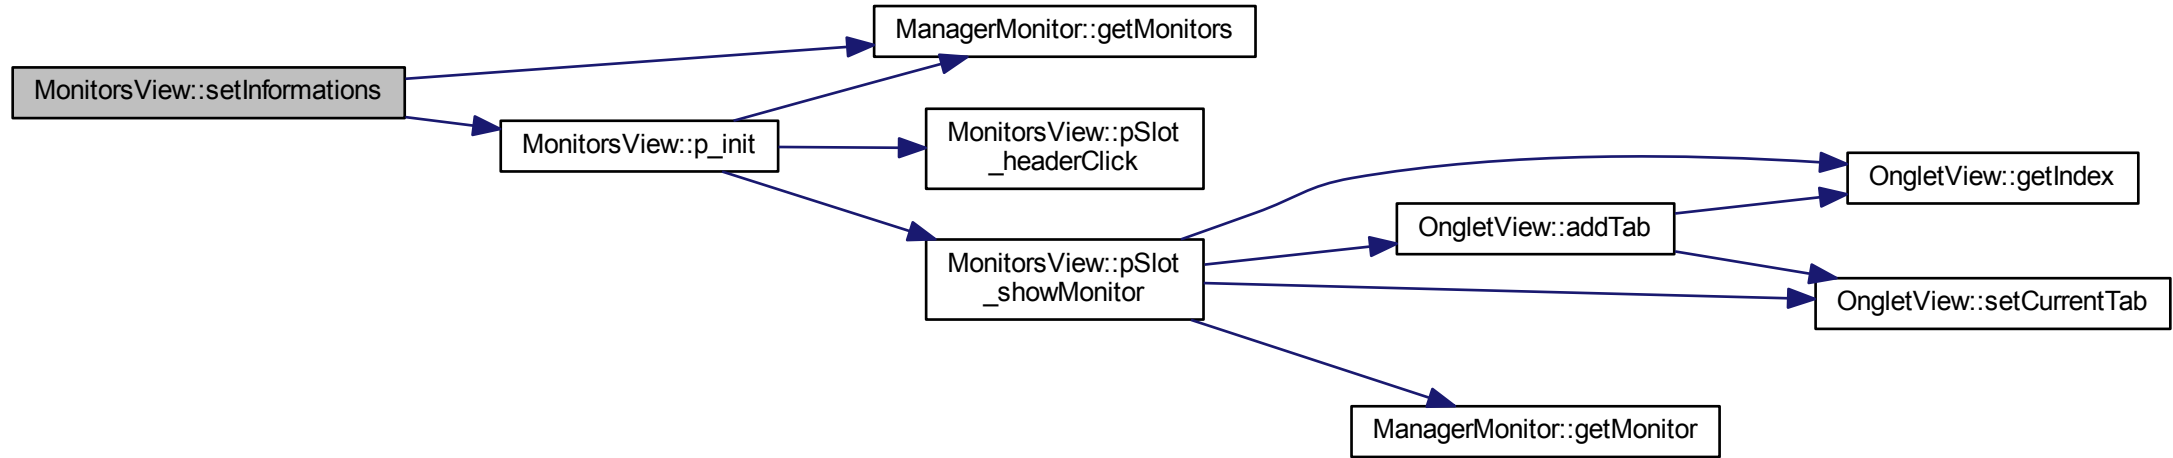 ManagerMonitor::getMonitors
MonitorsView::setInformations
MonitorsView::p_init
MonitorsView::pSlot
_headerClick
OngletView::getIndex
OngletView::addTab
MonitorsView::pSlot
_showMonitor
OngletView::setCurrentTab
ManagerMonitor::getMonitor